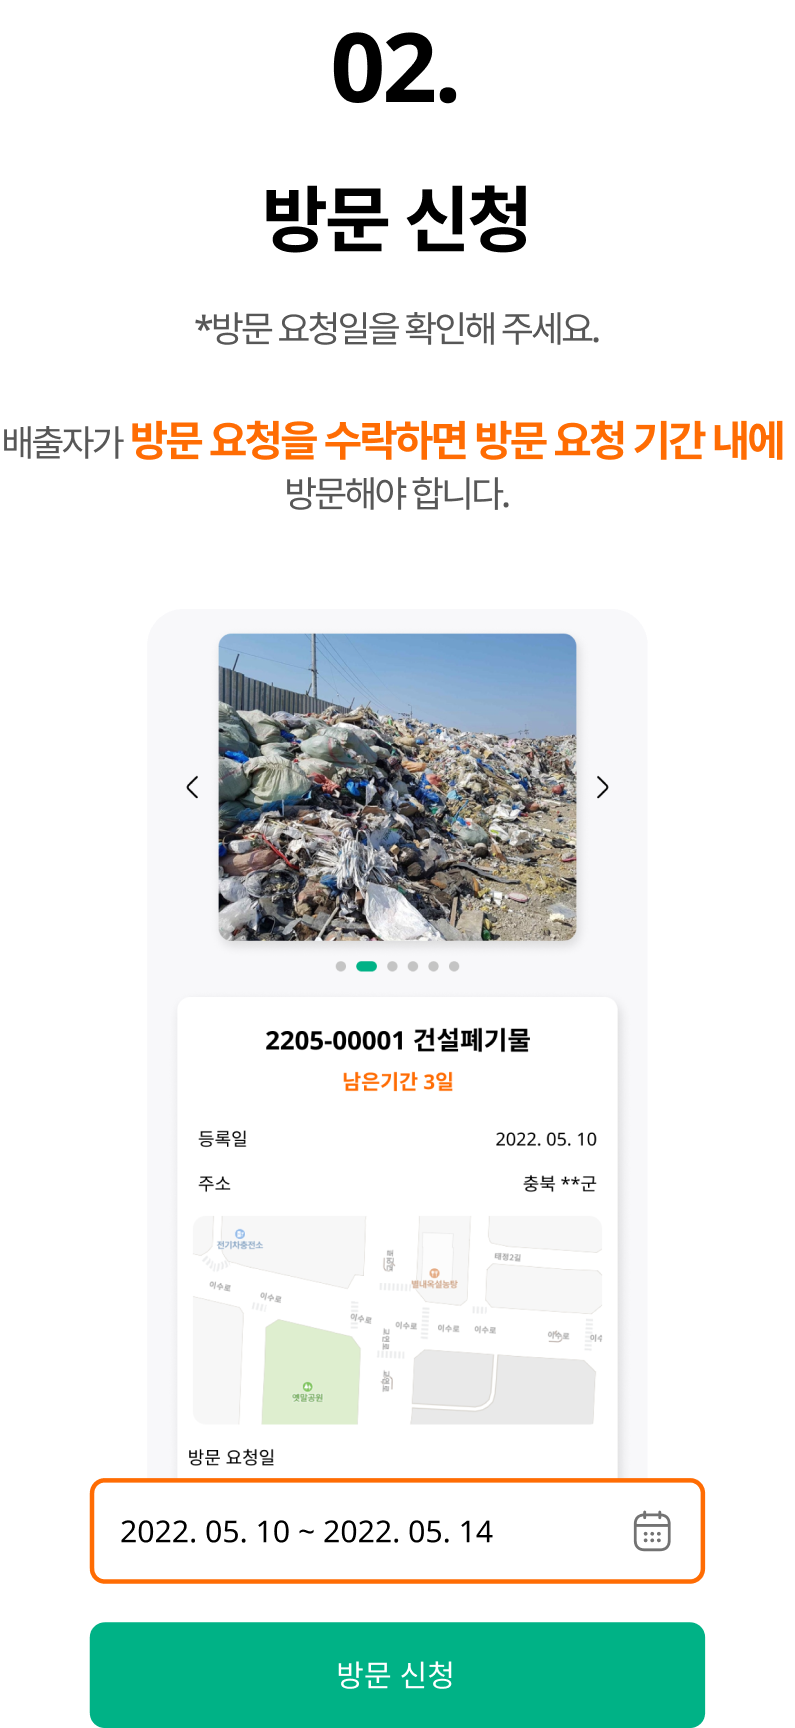 02.
방문 신청
*방문 요청일을 확인해 주세요.
배출자가 방문 요청을 수락하면 방문 요청 기간 내에
방문해야 합니다.
2205-00001 건설폐기물
남은기간 3일
등록일 2022. 05. 10
주소 충북 **군
전기차충전소
태정2길
별내옥설농탕
이수로
이수로
이수로
이수로
이수로
이수로
옛말공원
방문 요청일
2022. 05. 10 ~ 2022. 05. 14
방문 신청